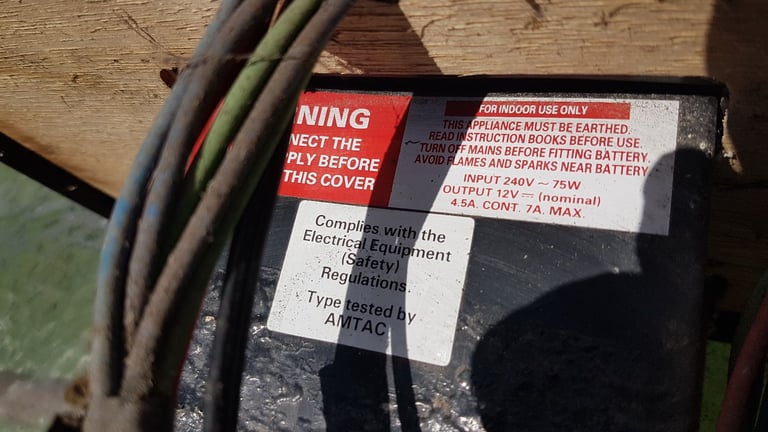 NING
NECT THE
PLY BEFORE
THIS COVER
FOR INDOOR USE ONLY
THIS APPLIANCE MUST BE EARTHED.
READ INSTRUCTION BOOKS BEFORE USE.
TURN OFF MAINS BEFORE FITTING BATTERY.
AVOID FLAMES AND SPARKS NEAR BATTERY
INPUT 240V ~ 75W
OUTPUT 12V ⎓ (nominal)
4.5A. CONT. 7A. MAX.
Complies with the
Electrical Equipment
(Safety)
Regulations.
Type tested by
AMTAC